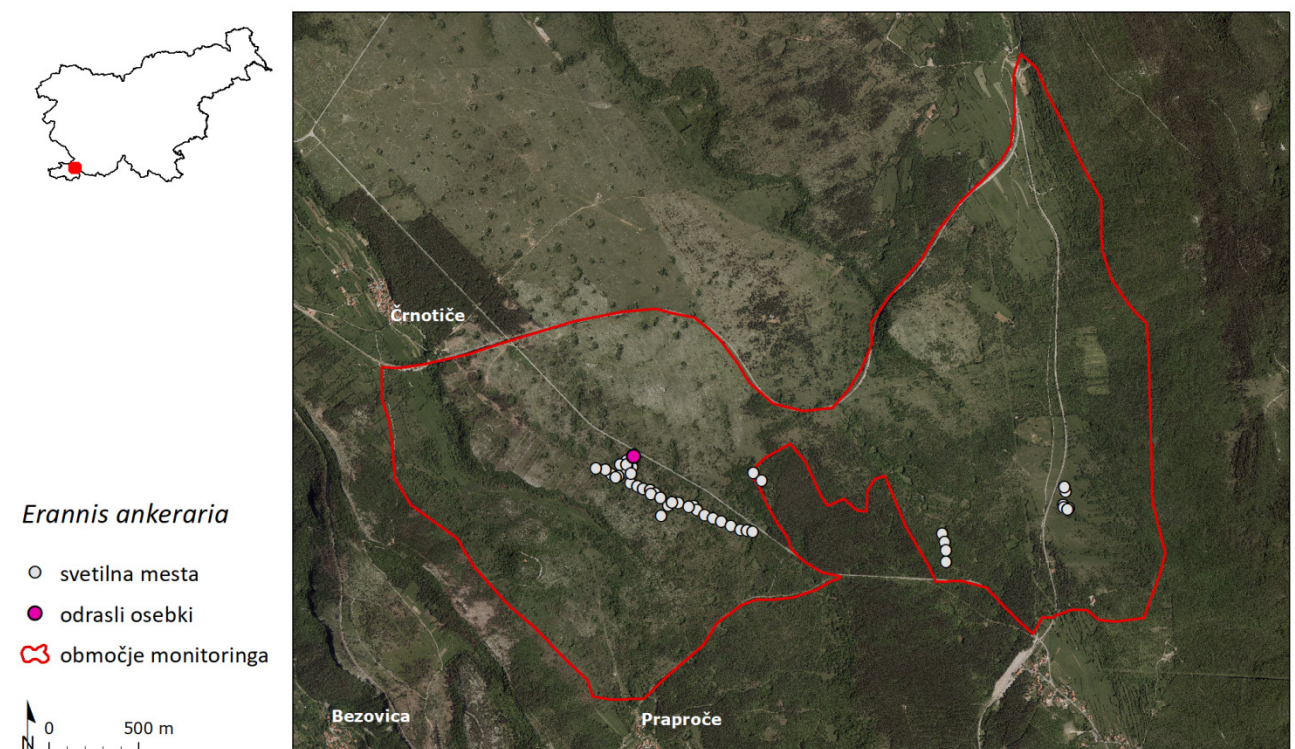 Črnotiče
Erannis ankeraria
svetilna mesta
odrasli osebki
območje monitoringa
0 500 m
N
Bezovica
Praproče